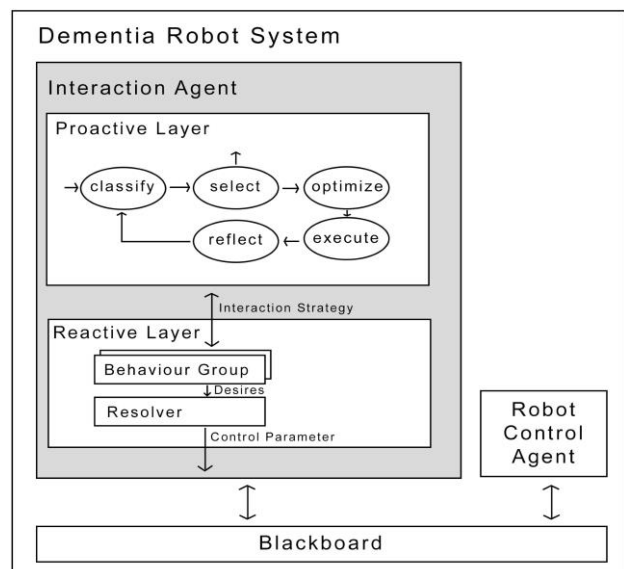 Dementia Robot System
Interaction Agent
Proactive Layer
classify
select
optimize
reflect
execute
Interaction Strategy
Reactive Layer
Behaviour Group
Desires
Resolver
Control Parameter
Robot
Control
Agent
Blackboard